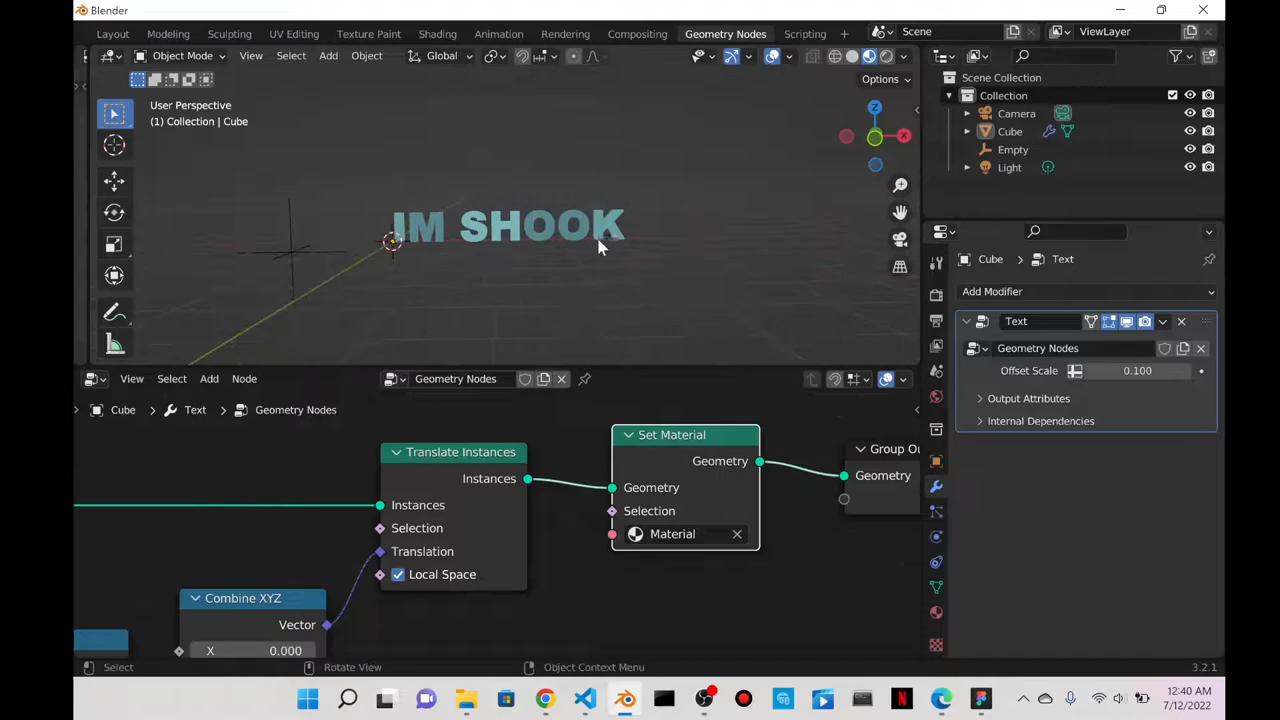 Blender
Layout Modeling Sculpting UV Editing Texture Paint Shading Animation Rendering Compositing Geometry Nodes Scripting Scene ViewLayer
Object Mode View Select Add Object Global
Options
User Perspective
(1) Collection | Cube
Z
X
IM SHOOK
Scene Collection
Collection
Camera
Cube
Empty
Light
Cube Text
Add Modifier
Text
Geometry Nodes
Offset Scale 0.100
Output Attributes
Internal Dependencies
View Select Add Node Geometry Nodes
Cube Text Geometry Nodes
Translate Instances
Instances
Instances
Selection
Translation
Local Space
Combine XYZ
Vector
X 0.000
Set Material
Geometry
Geometry
Selection
Material
Group Ou
Geometry
Select Rotate View Object Context Menu 3.2.1
12:40 AM
7/12/2022